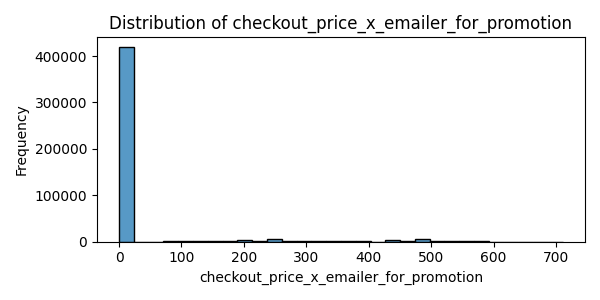 Distribution of checkout_price_x_emailer_for_promotion
Frequency
400000
300000
200000
100000
0
0 100 200 300 400 500 600 700
checkout_price_x_emailer_for_promotion